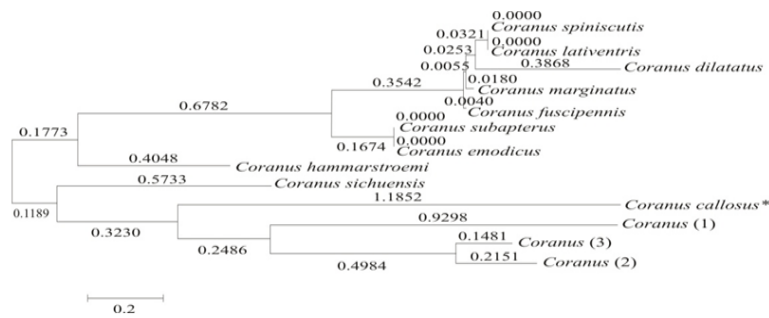 0.0000
Coranus spiniscutis
0.0321
0.0000
Coranus lativentris
0.0253
0.3868
Coranus dilatatus
0.0055
0.0180
Coranus marginatus
0.3542
0.0040
Coranus fuscipennis
0.6782
0.0000
Coranus subapterus
0.1674
0.0000
Coranus emodicus
0.1773
0.4048
Coranus hammarstroemi
0.5733
Coranus sichuensis
1.1852
Coranus callosus*
0.1189
0.9298
Coranus (1)
0.3230
0.1481
Coranus (3)
0.2486
0.2151
Coranus (2)
0.4984
0.2